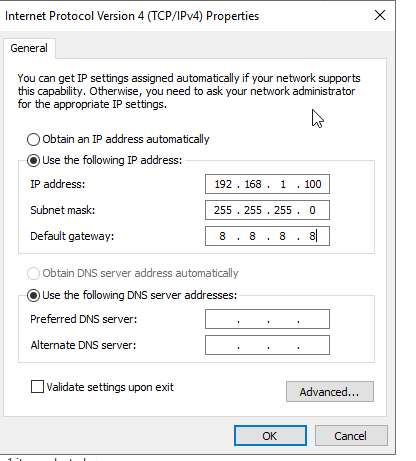 Internet Protocol Version 4 (TCP/IPv4) Properties
General
You can get IP settings assigned automatically if your network supports
this capability. Otherwise, you need to ask your network administrator
for the appropriate IP settings.
Obtain an IP address automatically
Use the following IP address:
IP address: 192 . 168 . 1 . 100
Subnet mask: 255 . 255 . 255 . 0
Default gateway: 8 . 8 . 8 . 8
Obtain DNS server address automatically
Use the following DNS server addresses:
Preferred DNS server: . . .
Alternate DNS server: . . .
Validate settings upon exit
Advanced...
OK Cancel